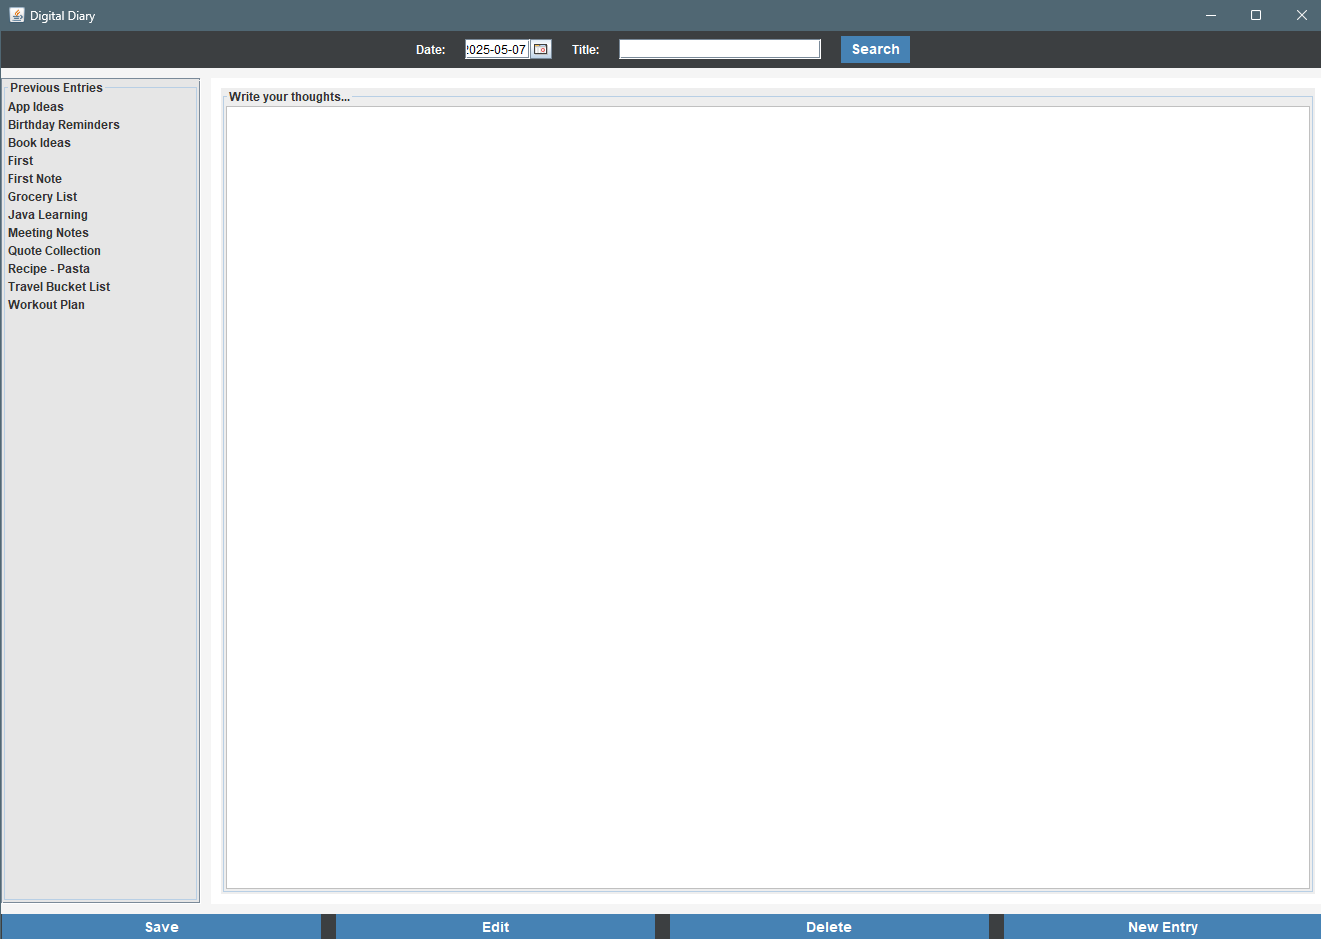 Digital Diary
Date: 2025-05-07 Title: Search
Previous Entries
App Ideas
Birthday Reminders
Book Ideas
First
First Note
Grocery List
Java Learning
Meeting Notes
Quote Collection
Recipe - Pasta
Travel Bucket List
Workout Plan
Write your thoughts...
Save Edit Delete New Entry